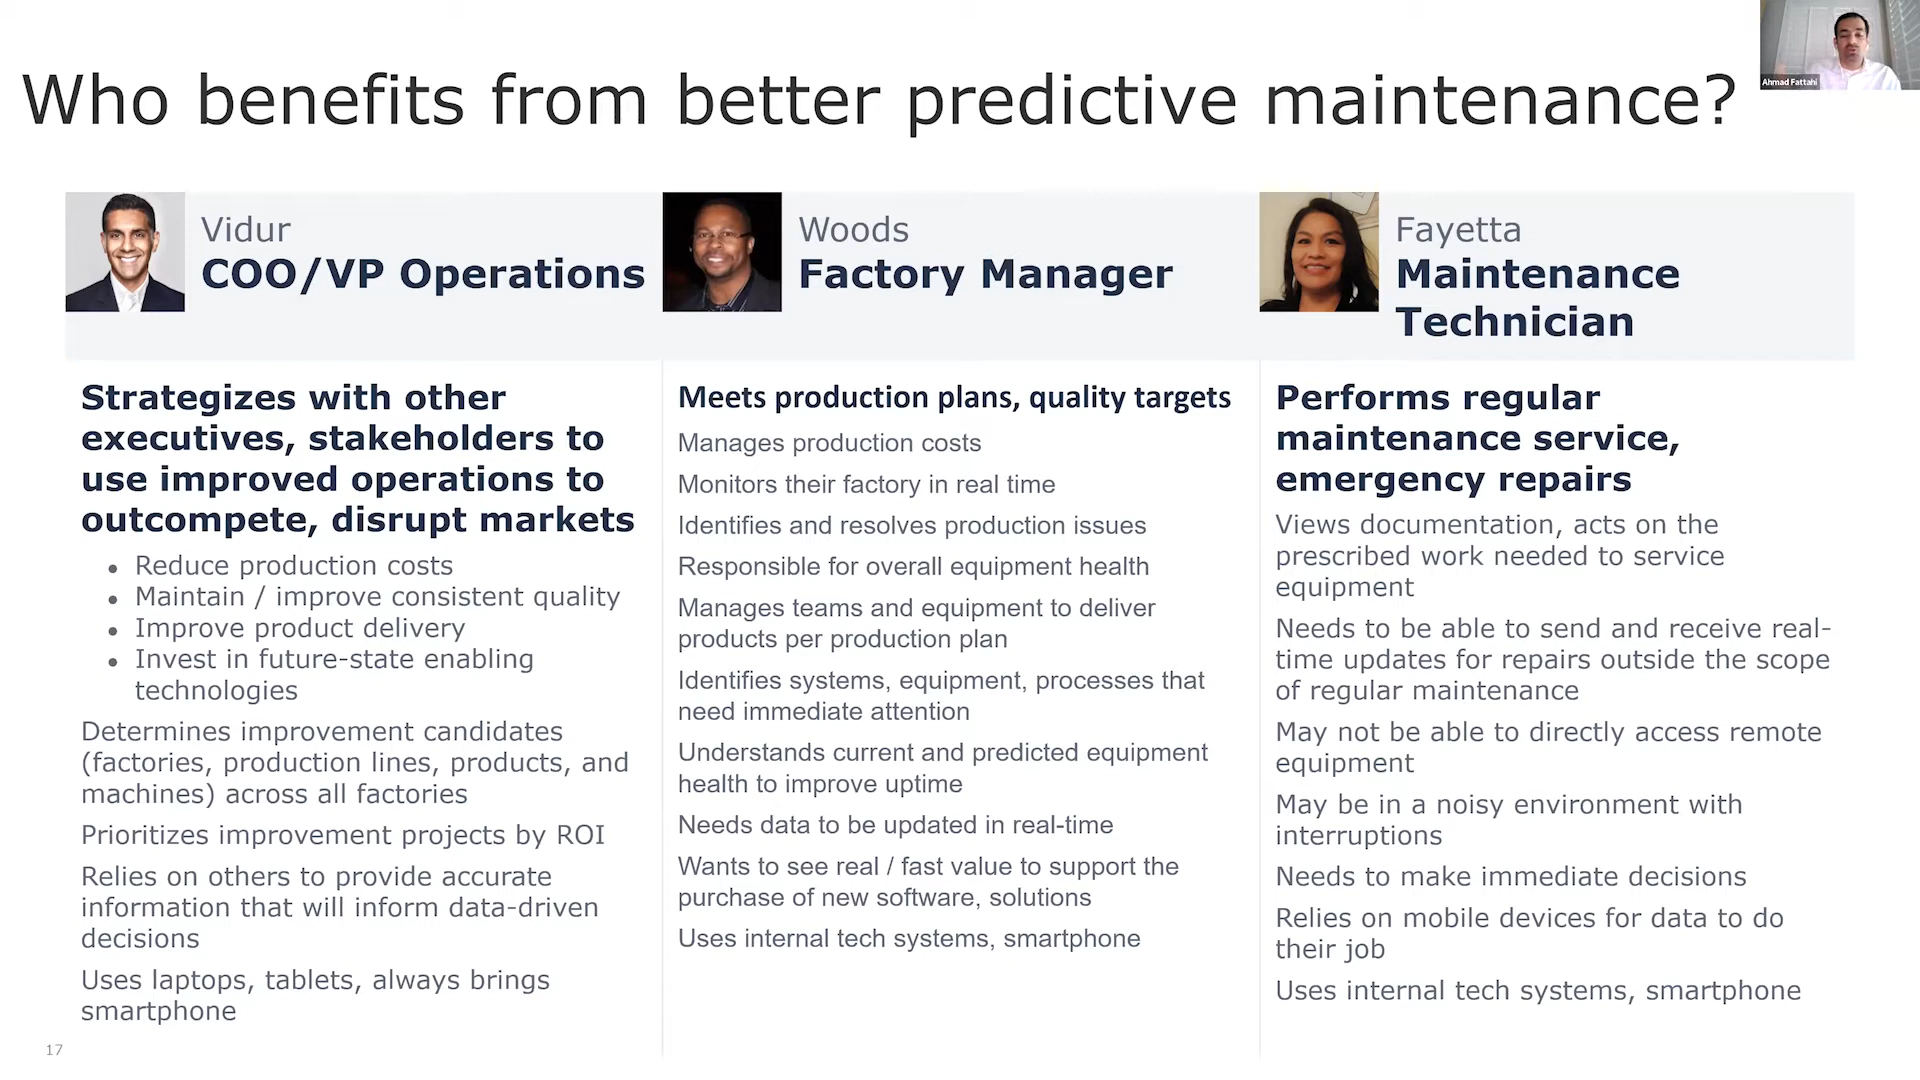 Who benefits from better predictive maintenance?
Ahmad Fattahi
Vidur
COO/VP Operations
Woods
Factory Manager
Fayetta
Maintenance
Technician
Strategizes with other
executives, stakeholders to
use improved operations to
outcompete, disrupt markets
• Reduce production costs
• Maintain / improve consistent quality
• Improve product delivery
• Invest in future-state enabling
technologies
Determines improvement candidates
(factories, production lines, products, and
machines) across all factories
Prioritizes improvement projects by ROI
Relies on others to provide accurate
information that will inform data-driven
decisions
Uses laptops, tablets, always brings
smartphone
Meets production plans, quality targets
Manages production costs
Monitors their factory in real time
Identifies and resolves production issues
Responsible for overall equipment health
Manages teams and equipment to deliver
products per production plan
Identifies systems, equipment, processes that
need immediate attention
Understands current and predicted equipment
health to improve uptime
Needs data to be updated in real-time
Wants to see real / fast value to support the
purchase of new software, solutions
Uses internal tech systems, smartphone
Performs regular
maintenance service,
emergency repairs
Views documentation, acts on the
prescribed work needed to service
equipment
Needs to be able to send and receive real-
time updates for repairs outside the scope
of regular maintenance
May not be able to directly access remote
equipment
May be in a noisy environment with
interruptions
Needs to make immediate decisions
Relies on mobile devices for data to do
their job
Uses internal tech systems, smartphone
17